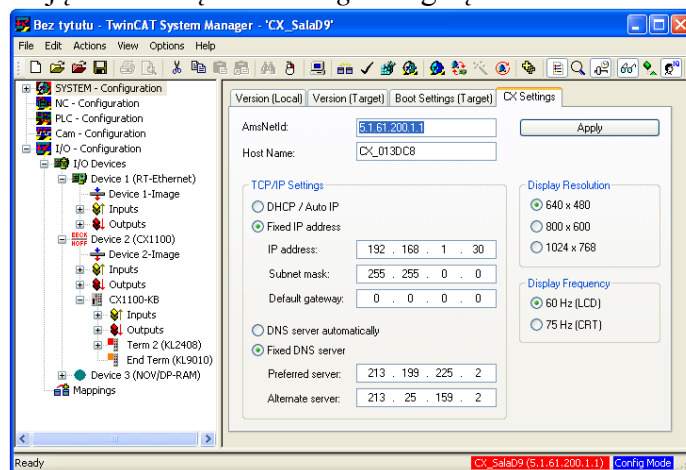 Bez tytułu - TwinCAT System Manager - 'CX_SalaD9'
File Edit Actions View Options Help
SYSTEM - Configuration
NC - Configuration
PLC - Configuration
Cam - Configuration
I/O - Configuration
I/O Devices
Device 1 (RT-Ethernet)
Device 1-Image
Inputs
Outputs
BECK
HOFF
Device 2 (CX1100)
Device 2-Image
Inputs
Outputs
CX1100-KB
Inputs
Outputs
Term 2 (KL2408)
End Term (KL9010)
Device 3 (NOV/DP-RAM)
Mappings
Version (Local) Version (Target) Boot Settings (Target) CX Settings
AmsNetId: 5.1.61.200.1.1 Apply
Host Name: CX_013DC8
TCP/IP Settings
DHCP / Auto IP
Fixed IP address
IP address: 192 . 168 . 1 . 30
Subnet mask: 255 . 255 . 0 . 0
Default gateway: 0 . 0 . 0 . 0
DNS server automatically
Fixed DNS server
Preferred server: 213 . 199 . 225 . 2
Alternate server: 213 . 25 . 159 . 2
Display Resolution
640 x 480
800 x 600
1024 x 768
Display Frequency
60 Hz (LCD)
75 Hz (CRT)
Ready CX_SalaD9 (5.1.61.200.1.1) Config Mode